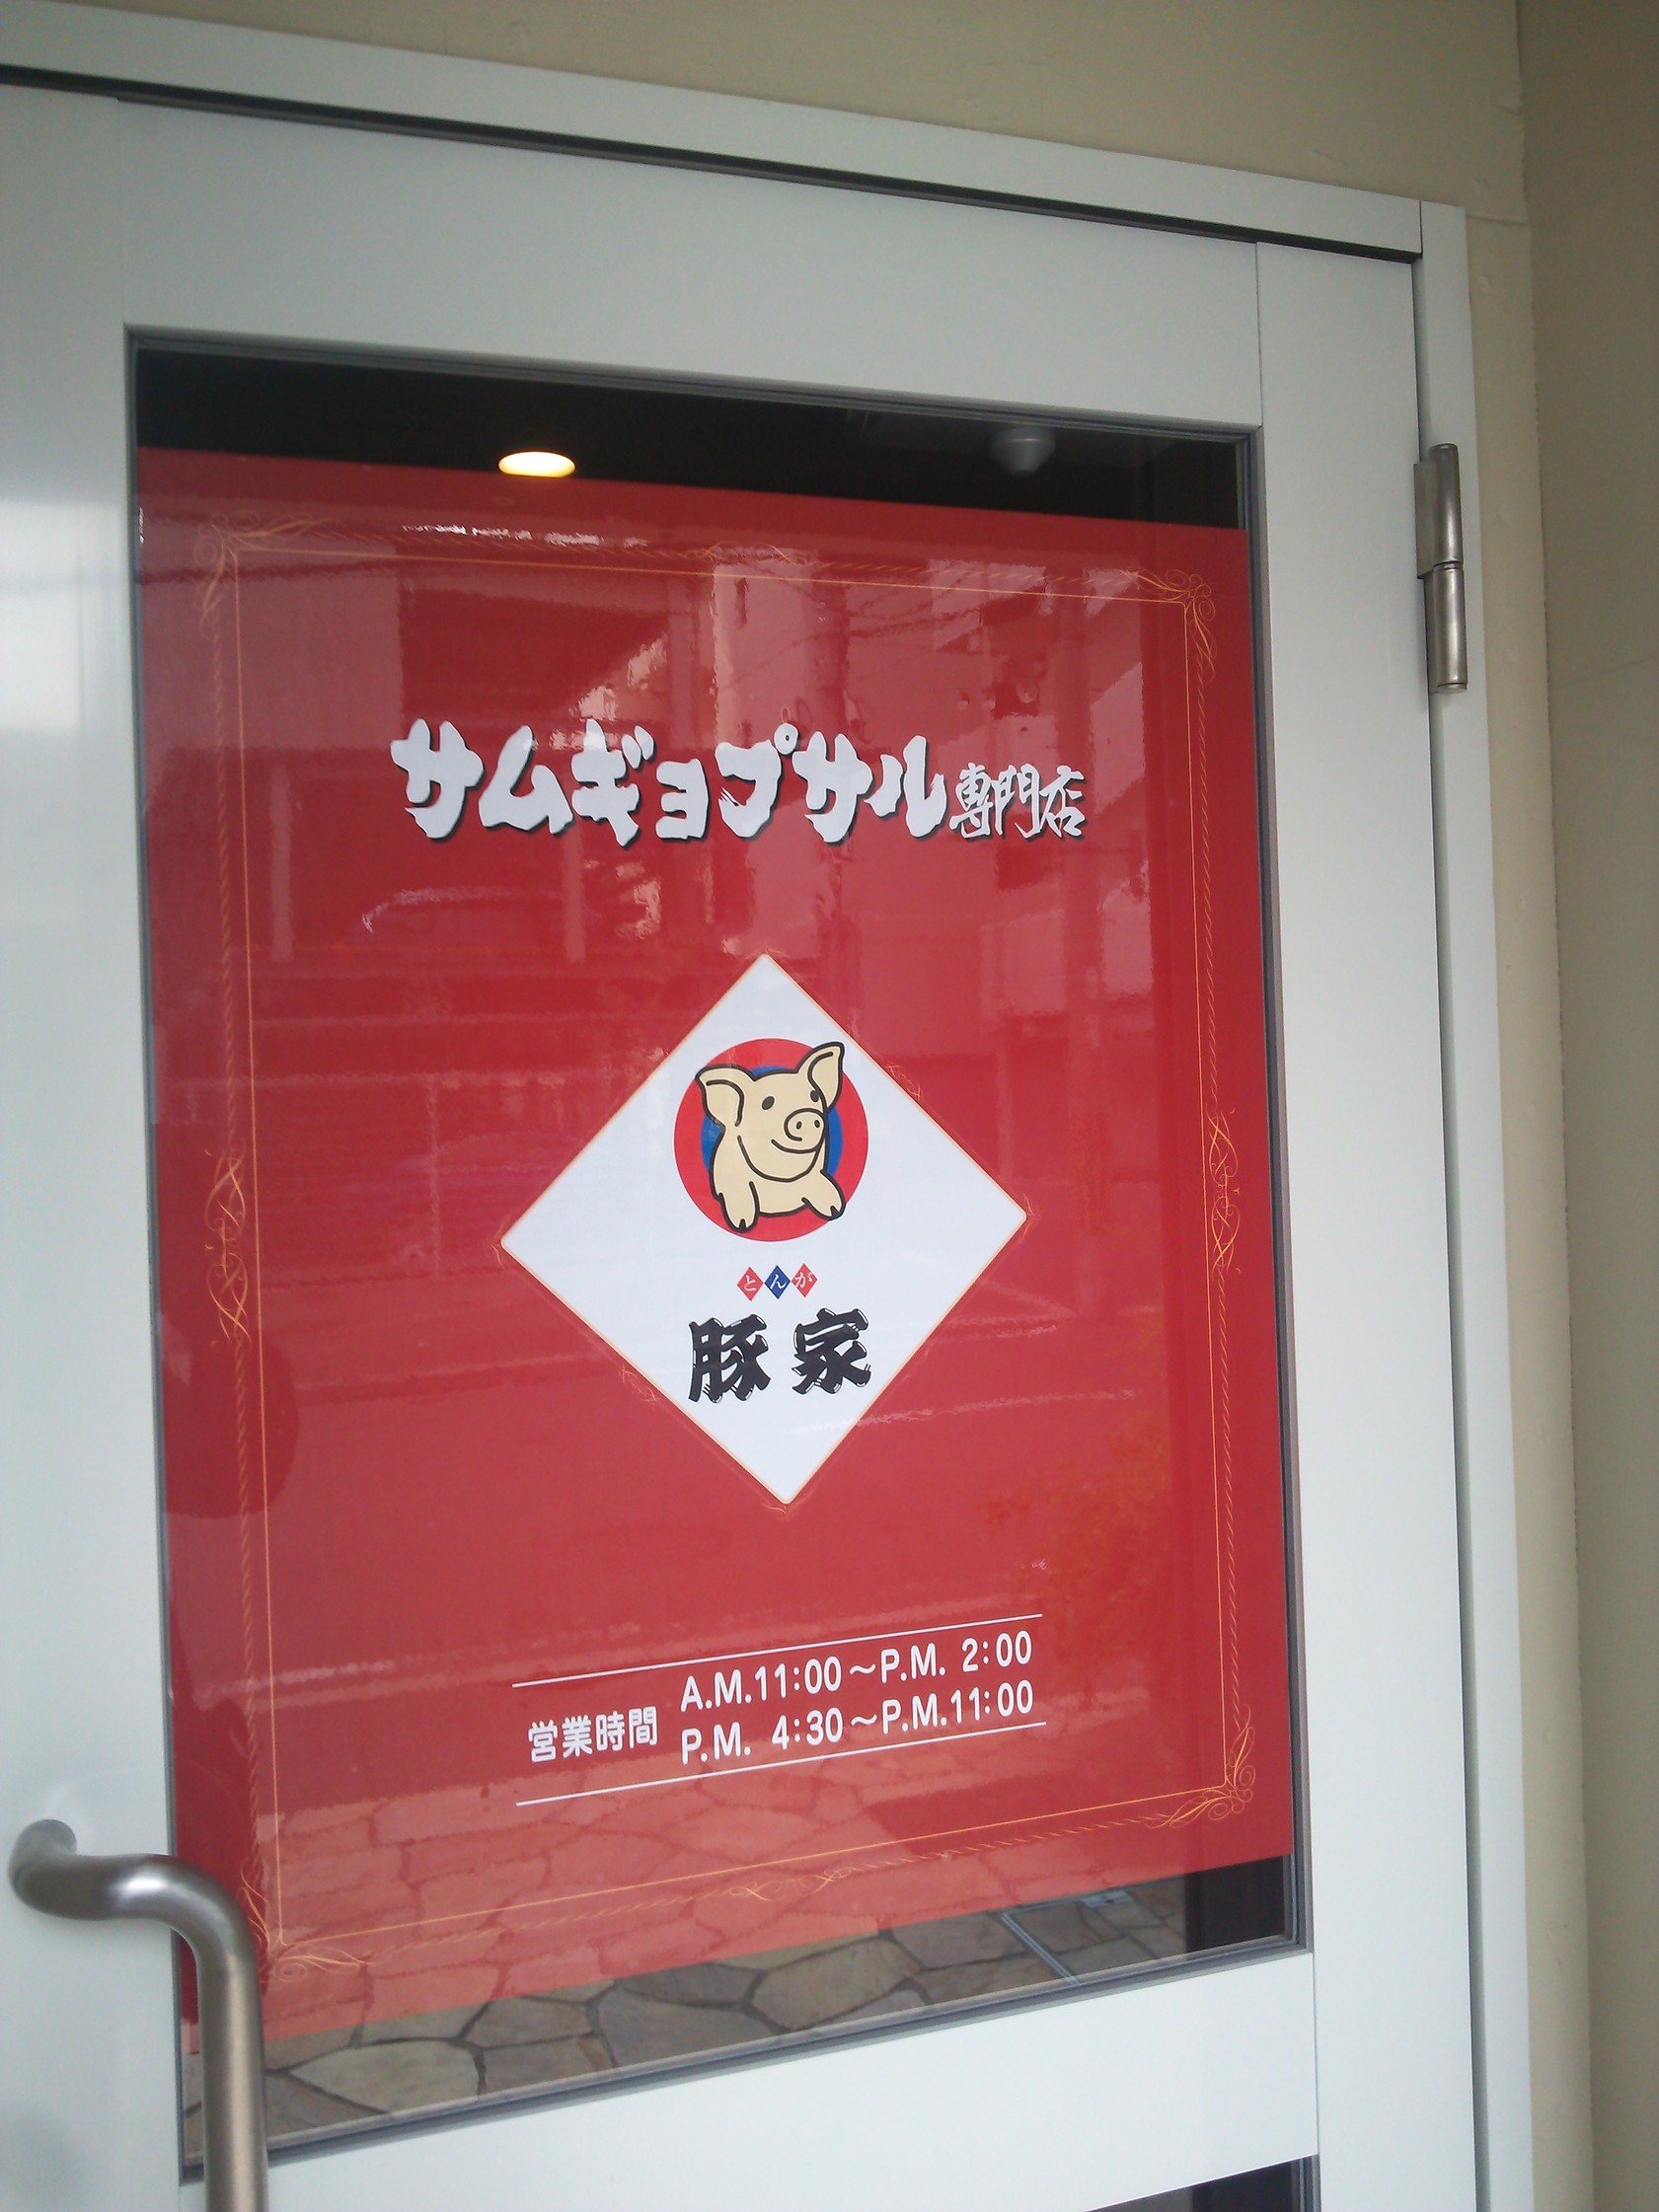 サムギョプサル専門店
とんが
豚家
営業時間
A.M.11:00～P.M. 2:00
P.M. 4:30～P.M.11:00